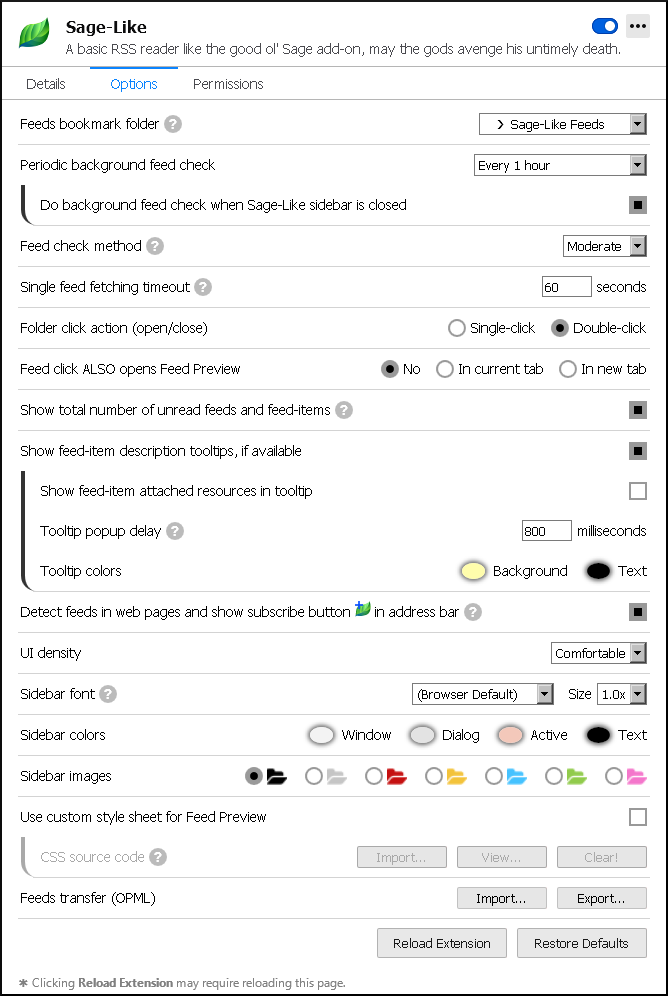 Sage-Like
A basic RSS reader like the good ol' Sage add-on, may the gods avenge his untimely death.
Details Options Permissions
Feeds bookmark folder ? > Sage-Like Feeds
Periodic background feed check Every 1 hour
Do background feed check when Sage-Like sidebar is closed
Feed check method ? Moderate
Single feed fetching timeout ? 60 seconds
Folder click action (open/close) Single-click Double-click
Feed click ALSO opens Feed Preview No In current tab In new tab
Show total number of unread feeds and feed-items ?
Show feed-item description tooltips, if available
Show feed-item attached resources in tooltip
Tooltip popup delay ? 800 milliseconds
Tooltip colors Background Text
Detect feeds in web pages and show subscribe button in address bar ?
UI density Comfortable
Sidebar font ? (Browser Default) Size 1.0x
Sidebar colors Window Dialog Active Text
Sidebar images
Use custom style sheet for Feed Preview
CSS source code ? Import... View... Clear!
Feeds transfer (OPML) Import... Export...
Reload Extension Restore Defaults
✱ Clicking Reload Extension may require reloading this page.